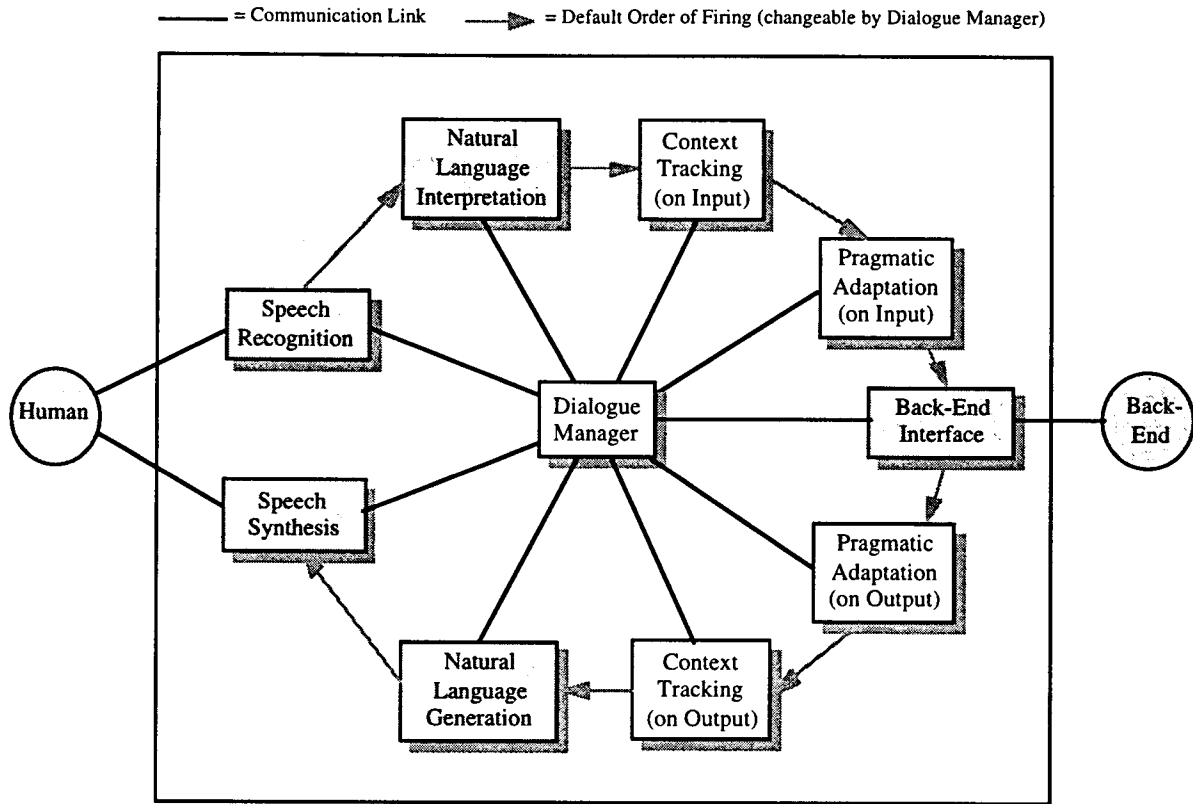 = Communication Link
= Default Order of Firing (changeable by Dialogue Manager)
Natural
Language
Interpretation
Context
Tracking
(on Input)
Pragmatic
Adaptation
(on Input)
Speech
Recognition
Human
Dialogue
Manager
Back-End
Interface
Back-
End
Speech
Synthesis
Pragmatic
Adaptation
(on Output)
Natural
Language
Generation
Context
Tracking
(on Output)